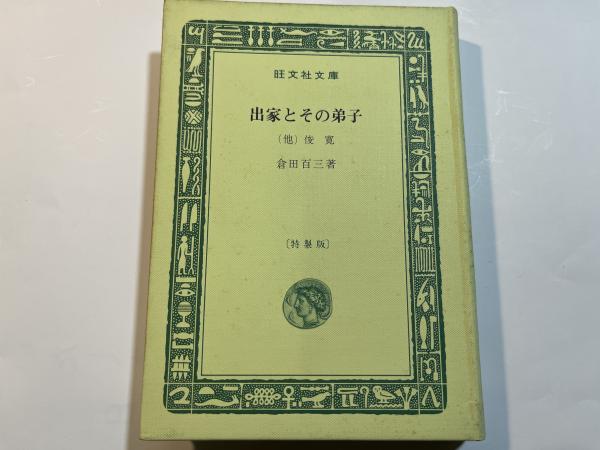 旺文社文庫
出家とその弟子
(他) 俊寛
倉田百三著
[特製版]